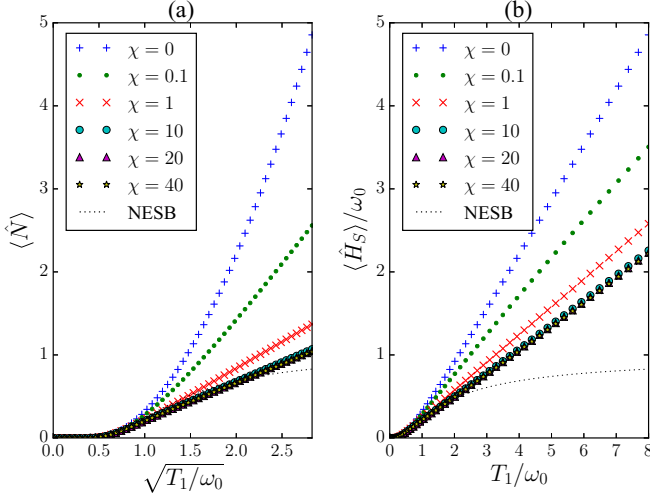 (a)
5
4
3
2
1
0
⟨N̂⟩
χ = 0
χ = 0.1
χ = 1
χ = 10
χ = 20
χ = 40
NESB
0.0 0.5 1.0 1.5 2.0 2.5
√T₁/ω₀
(b)
5
4
3
2
1
0
⟨Ĥ_S⟩/ω₀
χ = 0
χ = 0.1
χ = 1
χ = 10
χ = 20
χ = 40
NESB
0 1 2 3 4 5 6 7 8
T₁/ω₀